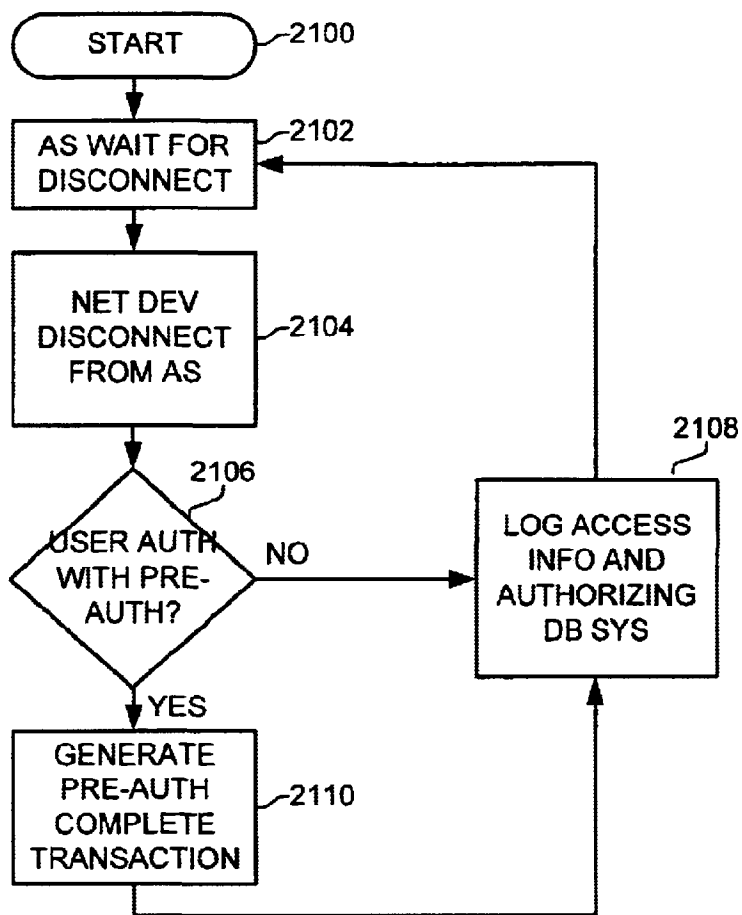 START
2100
AS WAIT FOR
DISCONNECT
2102
NET DEV
DISCONNECT
FROM AS
2104
2106
USER AUTH
WITH PRE-
AUTH?
NO
2108
LOG ACCESS
INFO AND
AUTHORIZING
DB SYS
YES
GENERATE
PRE-AUTH
COMPLETE
TRANSACTION
2110